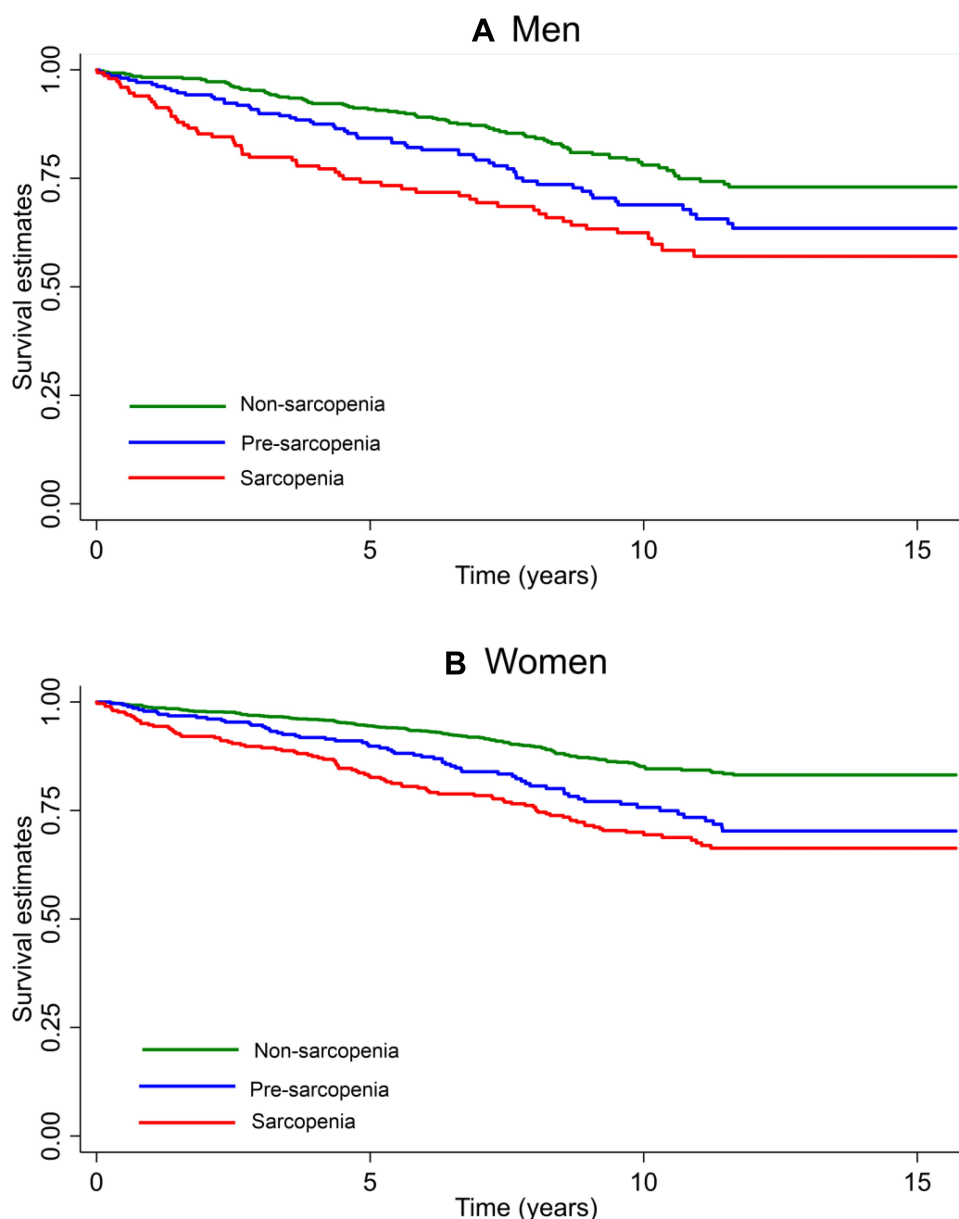 A Men
1.00
0.75
0.50
0.25
0.00
Survival estimates
Non-sarcopenia
Pre-sarcopenia
Sarcopenia
0 5 10 15
Time (years)
B Women
1.00
0.75
0.50
0.25
0.00
Survival estimates
Non-sarcopenia
Pre-sarcopenia
Sarcopenia
0 5 10 15
Time (years)